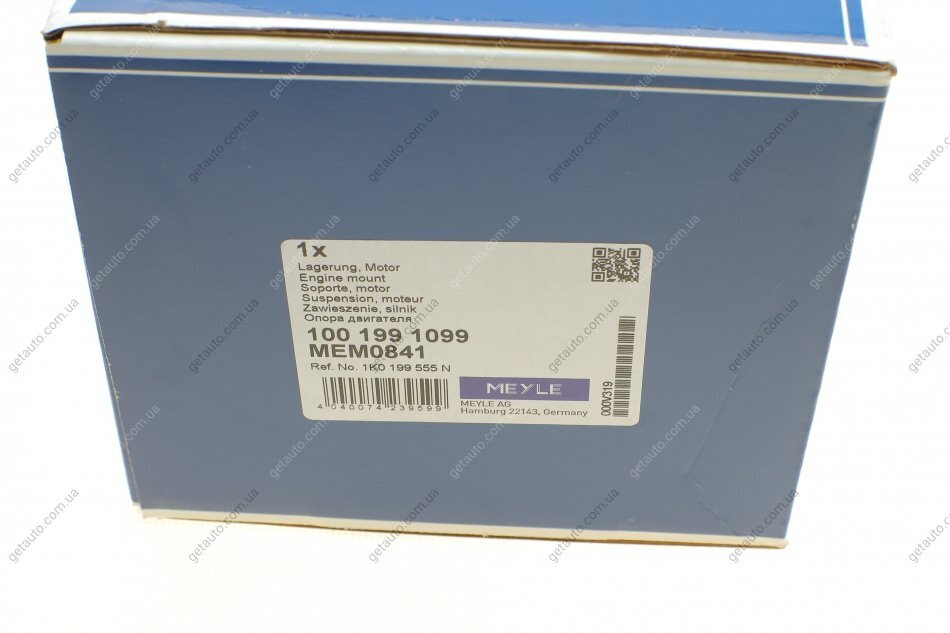 1x
Lagerung, Motor
Engine mount
Soporte, motor
Suspension, moteur
Zawieszenie, silnik
Опора двигателя
100 199 1099
MEM0841
Ref. No. 1K0 199 555 N
4 040074 239599
MEYLE
MEYLE AG
Hamburg 22143, Germany
000V319
getauto.com.ua